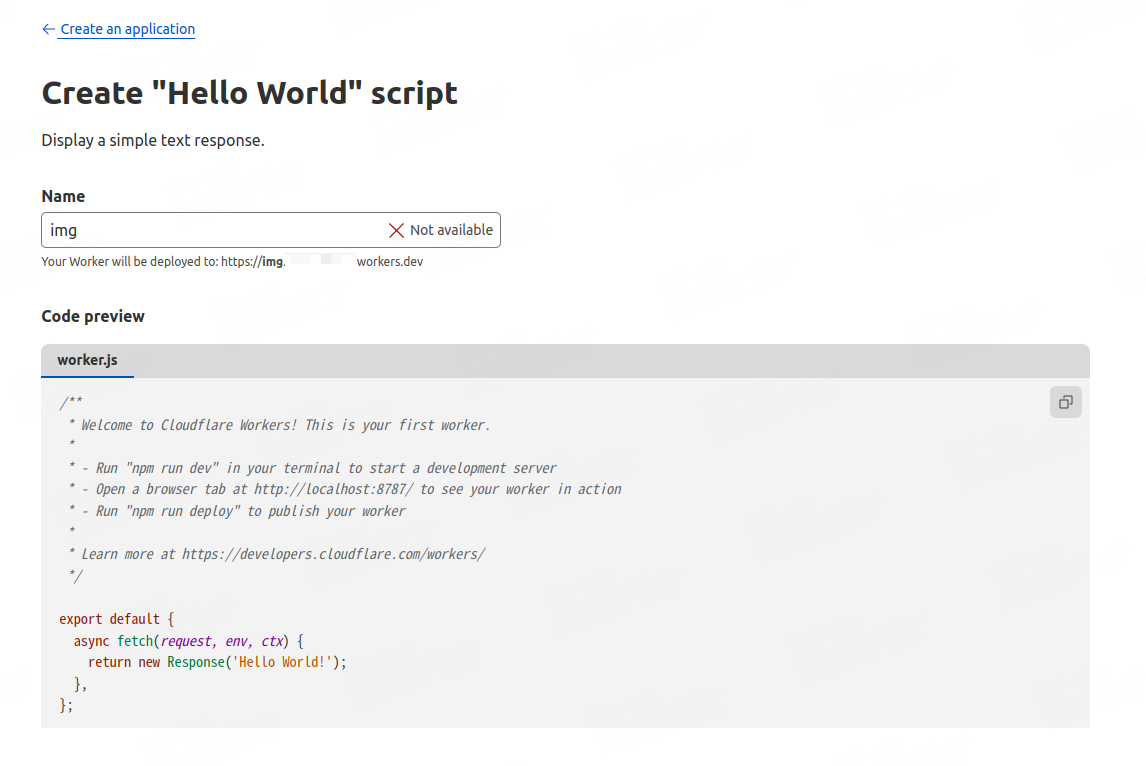 ← Create an application
Create "Hello World" script
Display a simple text response.
Name
img Not available
Your Worker will be deployed to: https://img. workers.dev
Code preview
worker.js
/**
 * Welcome to Cloudflare Workers! This is your first worker.
 *
 * - Run "npm run dev" in your terminal to start a development server
 * - Open a browser tab at http://localhost:8787/ to see your worker in action
 * - Run "npm run deploy" to publish your worker
 *
 * Learn more at https://developers.cloudflare.com/workers/
 */
export default {
  async fetch(request, env, ctx) {
    return new Response('Hello World!');
  },
};